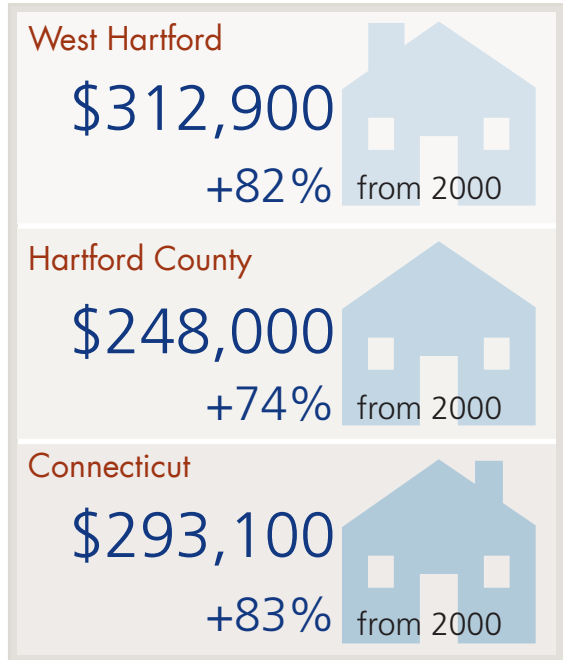 West Hartford
$312,900
+82% from 2000
Hartford County
$248,000
+74% from 2000
Connecticut
$293,100
+83% from 2000